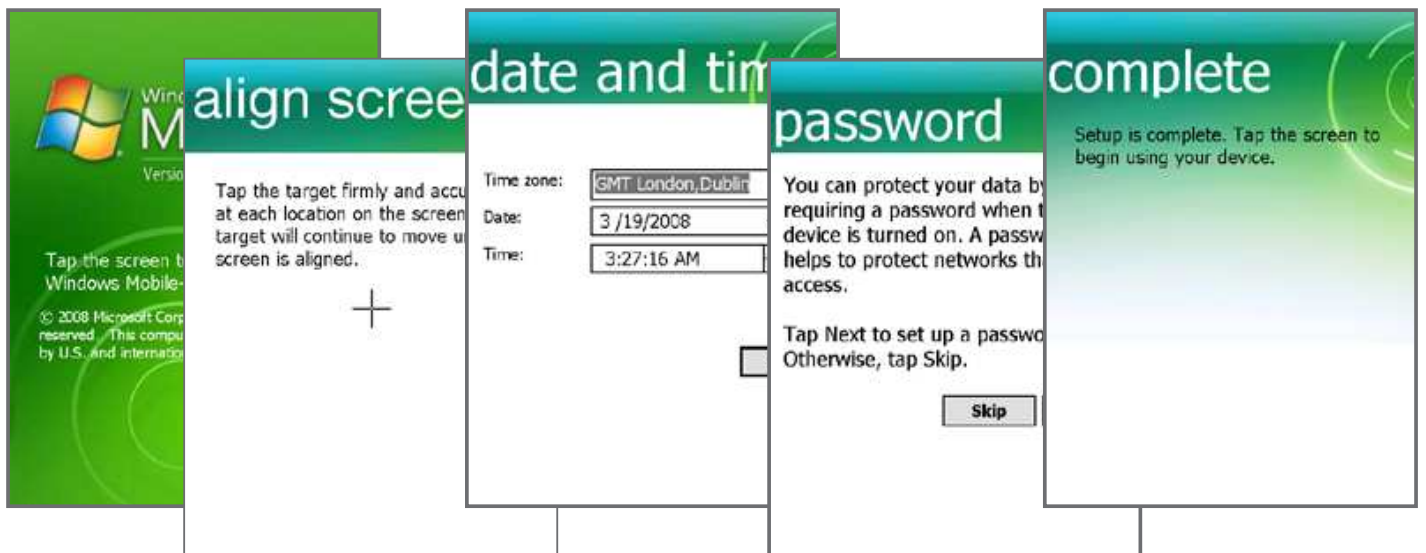 Wind
M
Versio
Tap the screen t
Windows Mobile-
© 2008 Microsoft Corp
reserved. This compu
by U.S. and internatio
align scree
Tap the target firmly and accu
at each location on the screen
target will continue to move u
screen is aligned.
date and tim
Time zone: GMT London,Dublin
Date: 3 /19/2008
Time: 3:27:16 AM
password
You can protect your data by
requiring a password when t
device is turned on. A passw
helps to protect networks th
access.
Tap Next to set up a passwo
Otherwise, tap Skip.
Skip
complete
Setup is complete. Tap the screen to
begin using your device.